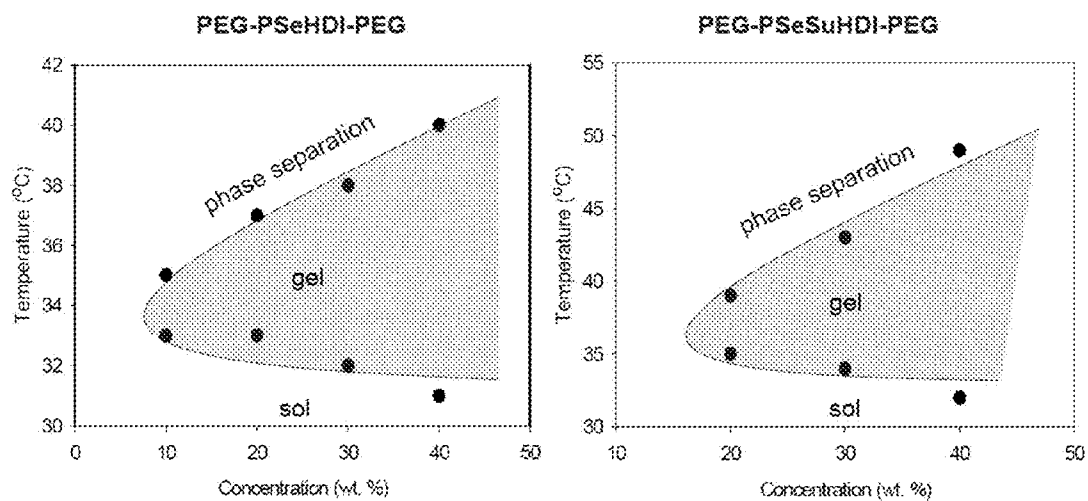 PEG-PSeHDI-PEG
42
40
38
36
34
32
30
0
10
20
30
40
50
Temperature (°C)
Concentration (wt. %)
phase separation
gel
sol
PEG-PSeSuHDI-PEG
55
50
45
40
35
30
10
20
30
40
50
Temperature (°C)
Concentration (wt. %)
phase separation
gel
sol